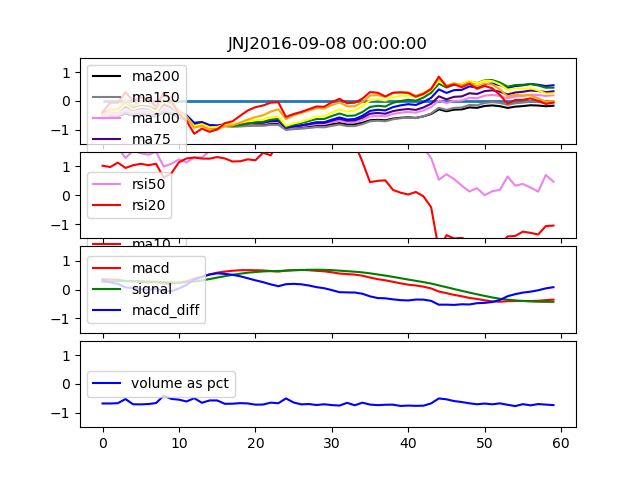 JNJ2016-09-08 00:00:00
1
0
−1
ma200
ma150
ma100
ma75
1
0
−1
rsi50
rsi20
ma10
1
0
−1
macd
signal
macd_diff
1
0
−1
volume as pct
0 10 20 30 40 50 60